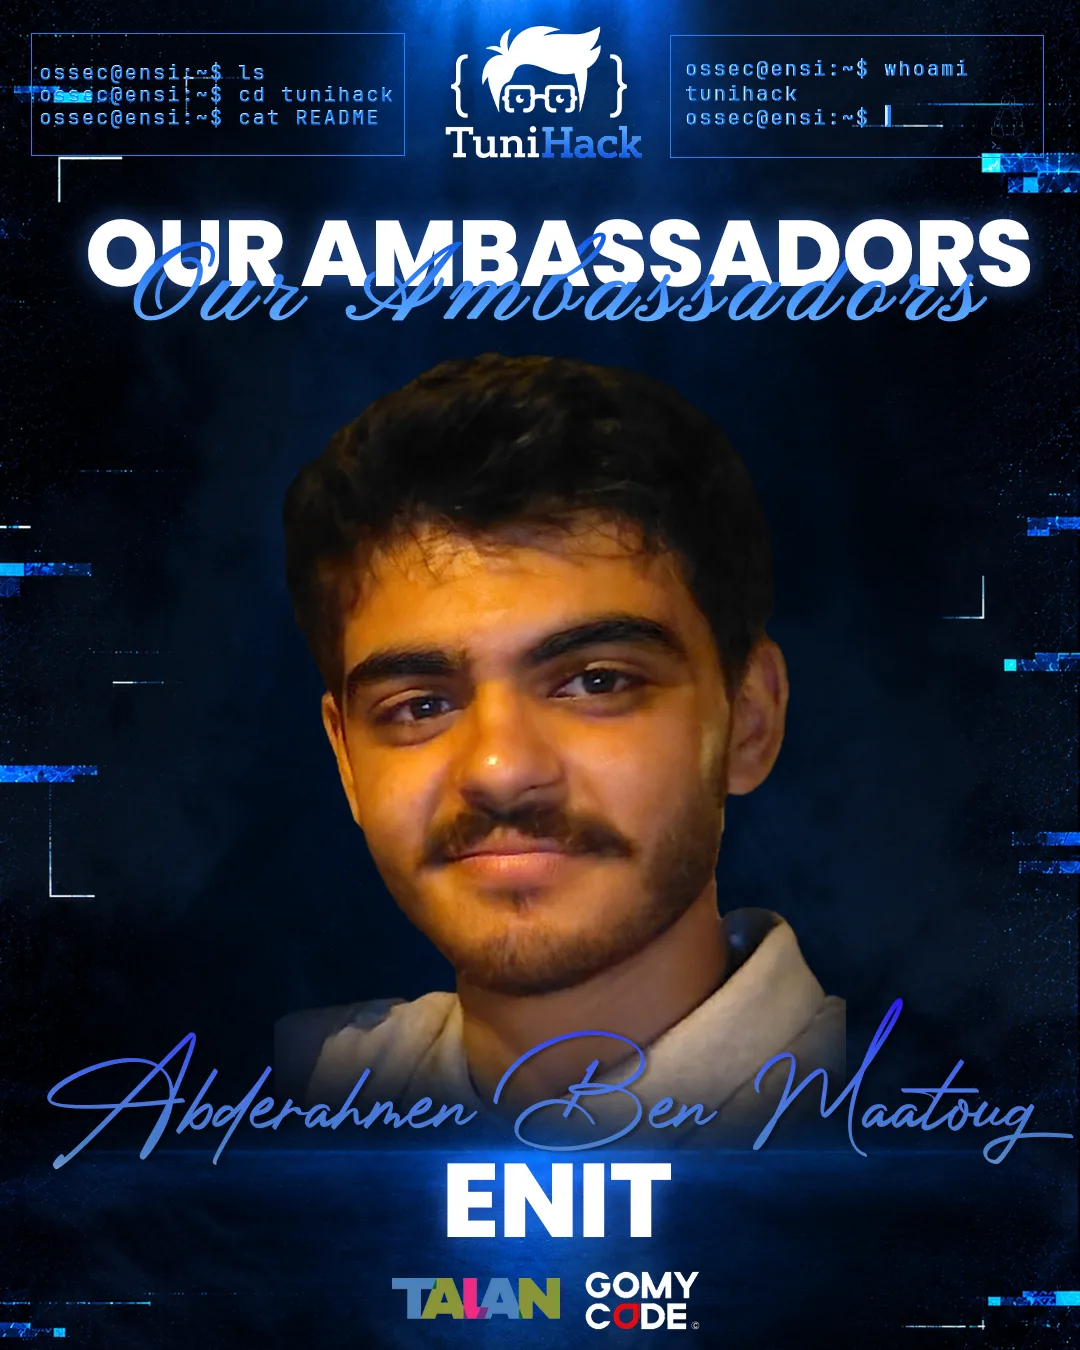 ossec@ensi:~$ ls
ossec@ensi:~$ cd tunihack
ossec@ensi:~$ cat README
TuniHack
ossec@ensi:~$ whoami
tunihack
ossec@ensi:~$
OUR AMBASSADORS
Our Ambassadors
Abderahmen Ben Maatoug
ENIT
TALAN
GOMY
CODE
©